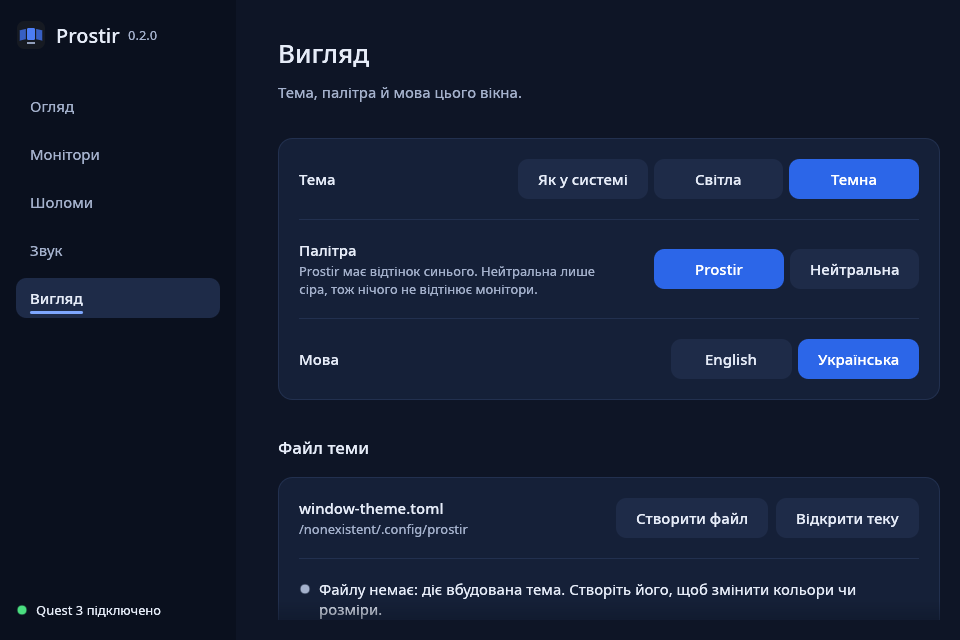 Prostir 0.2.0
Огляд
Монітори
Шоломи
Звук
Вигляд
Quest 3 підключено
Вигляд
Тема, палітра й мова цього вікна.
Тема
Як у системі
Світла
Темна
Палітра
Prostir має відтінок синього. Нейтральна лише
сіра, тож нічого не відтінює монітори.
Prostir
Нейтральна
Мова
English
Українська
Файл теми
window-theme.toml
/nonexistent/.config/prostir
Створити файл
Відкрити теку
Файлу немає: діє вбудована тема. Створіть його, щоб змінити кольори чи
розміри.